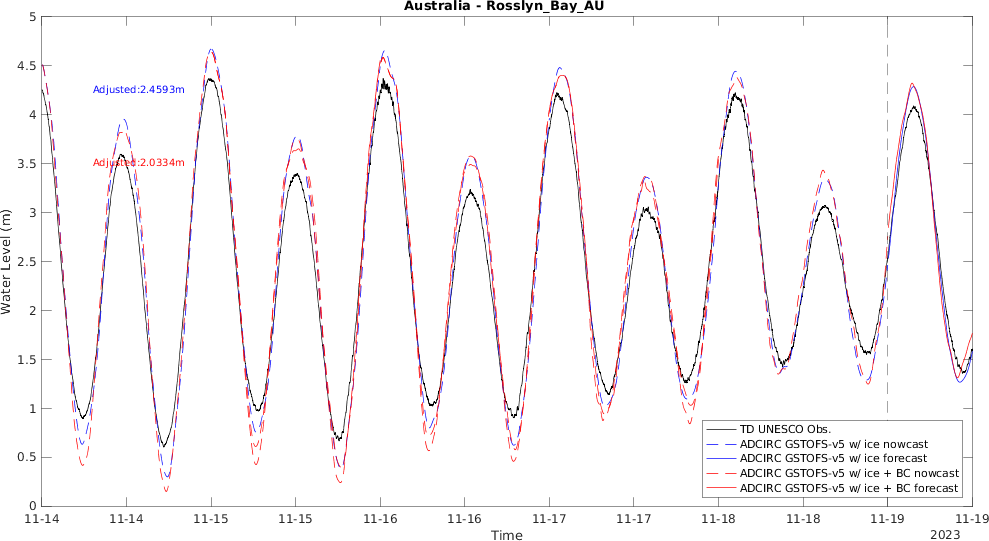 Australia - Rosslyn_Bay_AU
5
4.5
4
3.5
3
2.5
2
1.5
1
0.5
0
Water Level (m)
Adjusted:2.4593m
Adjusted:2.0334m
TD UNESCO Obs.
ADCIRC GSTOFS-v5 w/ ice nowcast
ADCIRC GSTOFS-v5 w/ ice forecast
ADCIRC GSTOFS-v5 w/ ice + BC nowcast
ADCIRC GSTOFS-v5 w/ ice + BC forecast
11-14 11-14 11-15 11-15 11-16 11-16 11-17 11-17 11-18 11-18 11-19 11-19
Time
2023